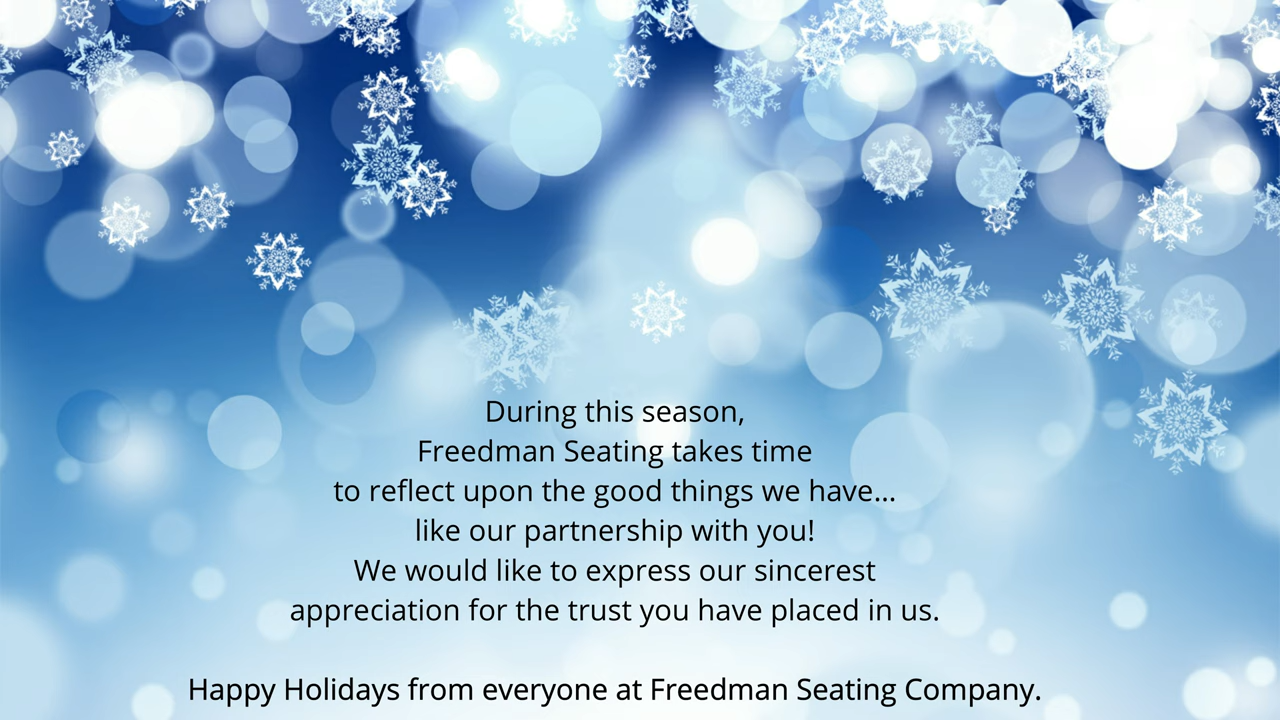 During this season,
Freedman Seating takes time
to reflect upon the good things we have...
like our partnership with you!
We would like to express our sincerest
appreciation for the trust you have placed in us.
Happy Holidays from everyone at Freedman Seating Company.